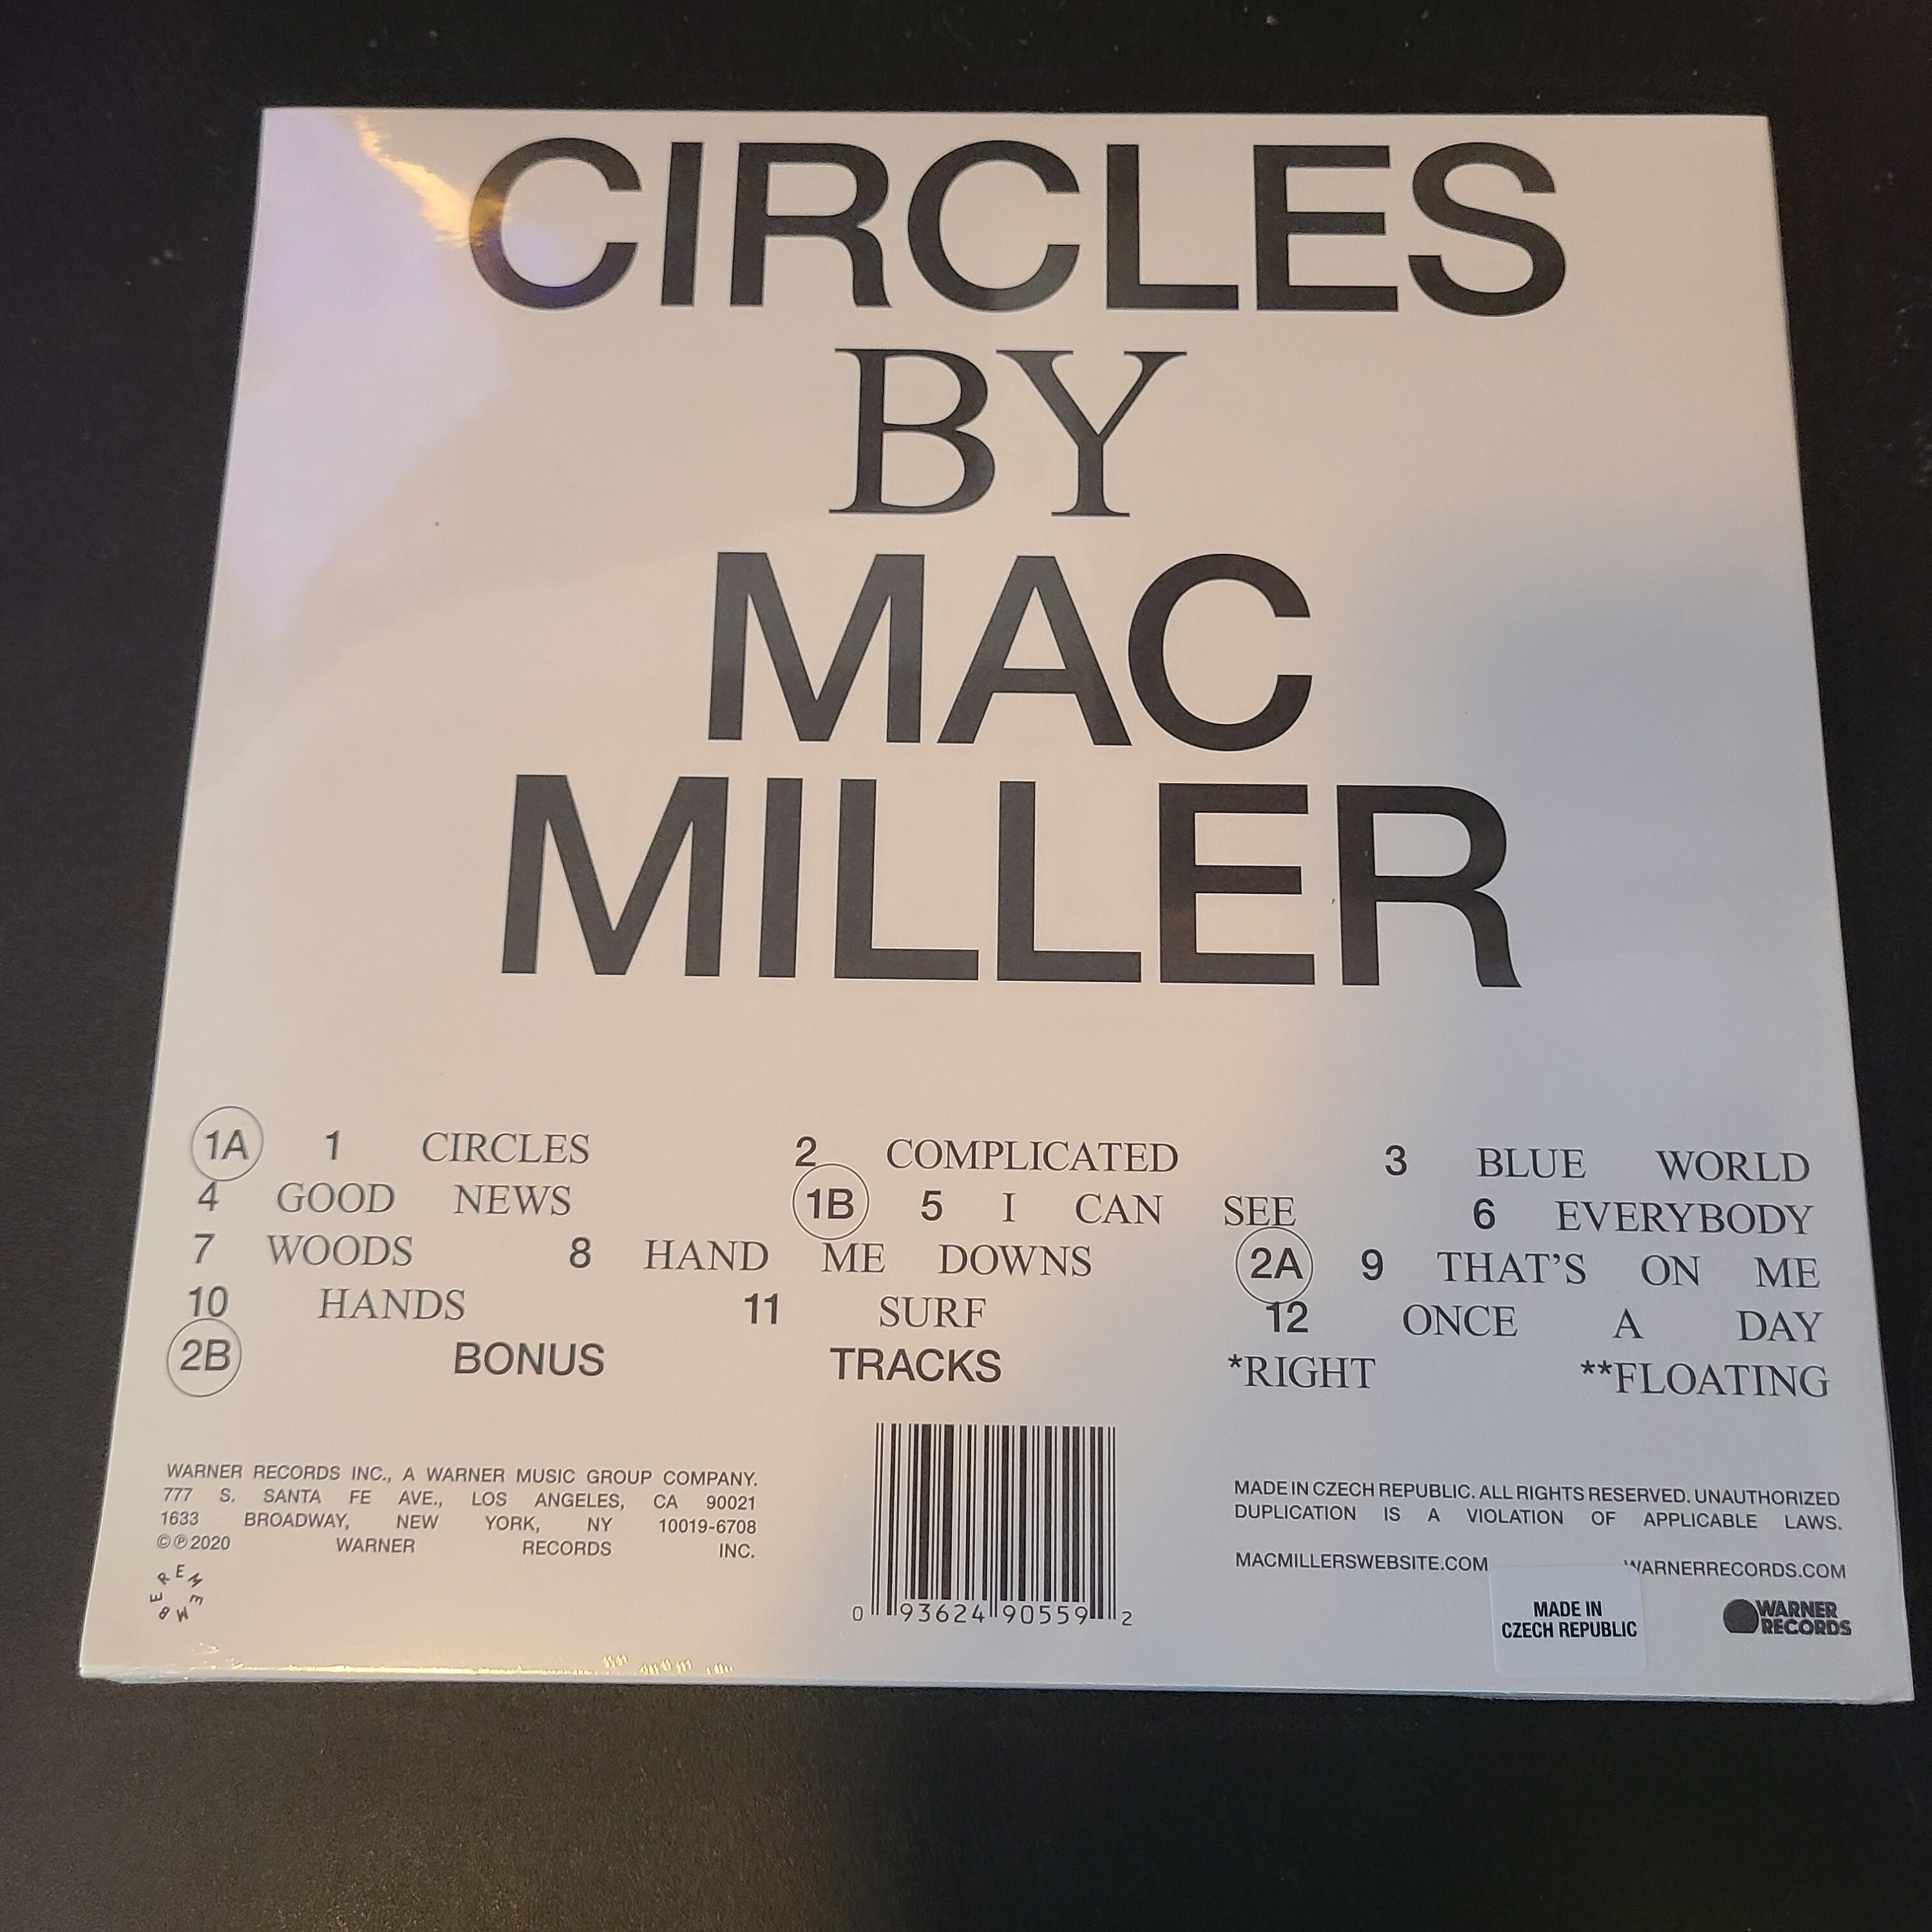 CIRCLES
BY
MAC
MILLER
1A 1 CIRCLES 2 COMPLICATED 3 BLUE WORLD
4 GOOD NEWS 1B 5 I CAN SEE 6 EVERYBODY
7 WOODS 8 HAND ME DOWNS 2A 9 THAT'S ON ME
10 HANDS 11 SURF 12 ONCE A DAY
2B BONUS TRACKS *RIGHT **FLOATING
WARNER RECORDS INC., A WARNER MUSIC GROUP COMPANY.
777 S. SANTA FE AVE., LOS ANGELES, CA 90021
1633 BROADWAY, NEW YORK, NY 10019-6708
©℗2020 WARNER RECORDS INC.
REMEMBER
0 93624 90559 2
MADE IN CZECH REPUBLIC. ALL RIGHTS RESERVED. UNAUTHORIZED
DUPLICATION IS A VIOLATION OF APPLICABLE LAWS.
MACMILLERSWEBSITE.COM WARNERRECORDS.COM
MADE IN
CZECH REPUBLIC
WARNER
RECORDS